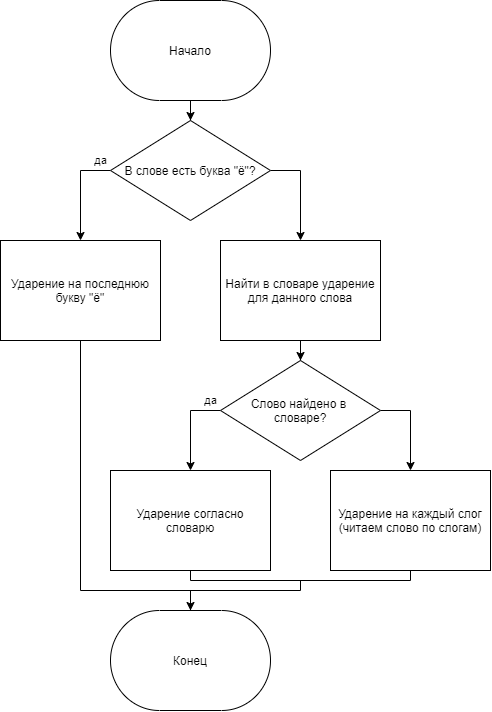 Начало
да
В слове есть буква "ё"?
Ударение на последнюю
букву "ё"
Найти в словаре ударение
для данного слова
да
Слово найдено в
словаре?
Ударение согласно
словарю
Ударение на каждый слог
(читаем слово по слогам)
Конец